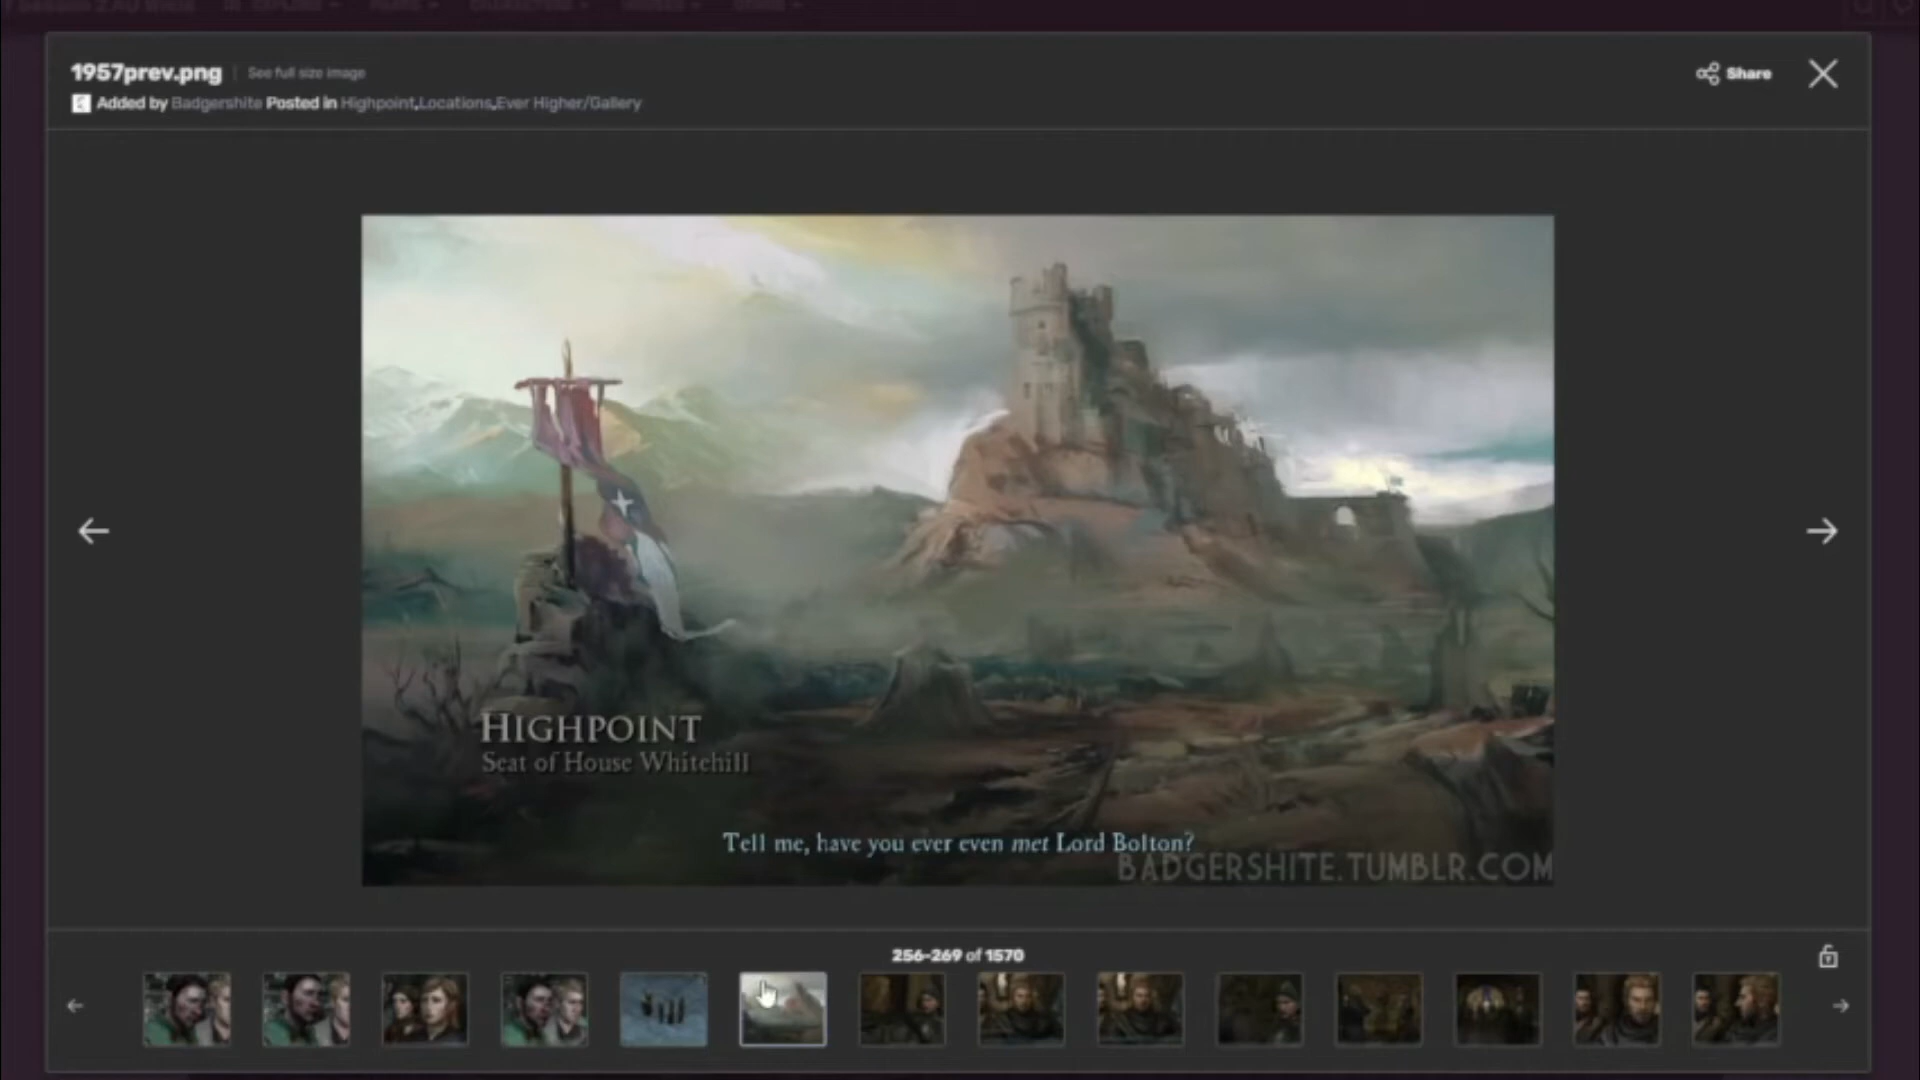 1957prev.png See full size image
Share
Added by Badgershite Posted in Highpoint,Locations,Ever Higher/Gallery
HIGHPOINT
Seat of House Whitehill
Tell me, have you ever even met Lord Bolton?
BADGERSHITE.TUMBLR.COM
256-269 of 1570